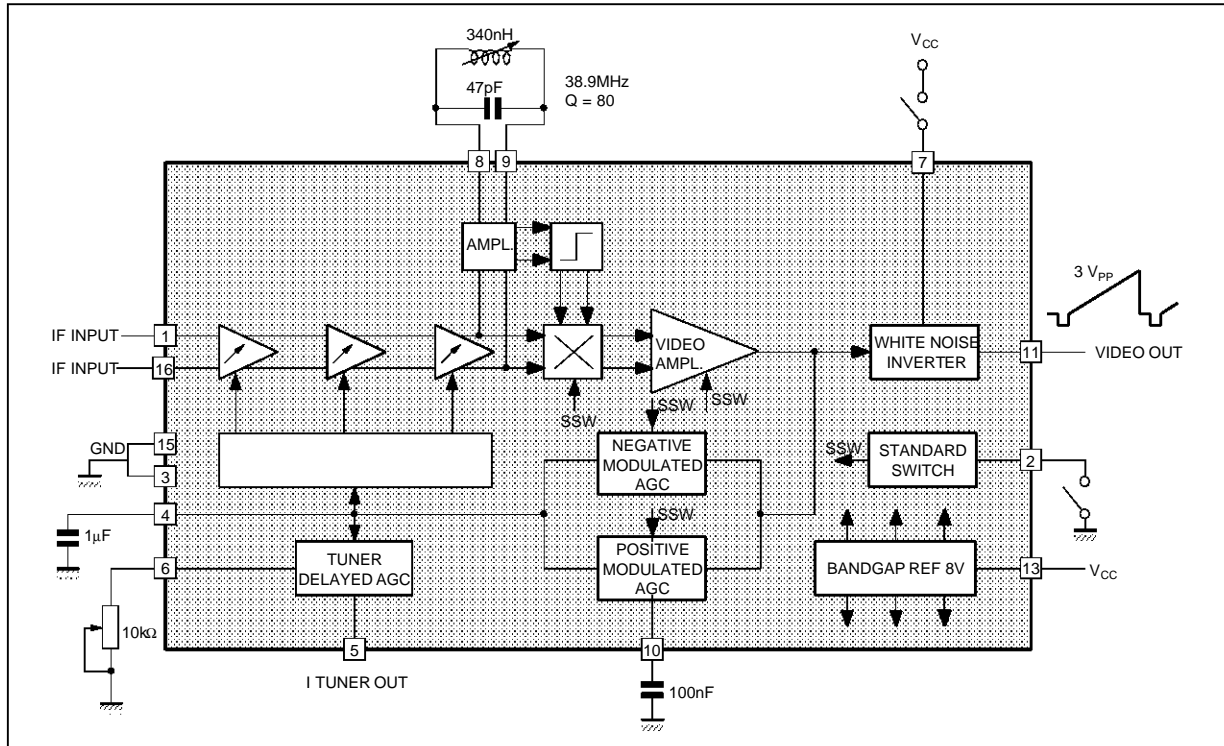 340nH
47pF
38.9MHz
Q = 80
VCC
8
9
7
AMPL.
3 VPP
IF INPUT
1
IF INPUT
16
VIDEO
AMPL.
WHITE NOISE
INVERTER
11
VIDEO OUT
SSW
SSW
SSW
GND
15
3
NEGATIVE
MODULATED
AGC
SSW
STANDARD
SWITCH
2
4
1µF
SSW
6
TUNER
DELAYED AGC
POSITIVE
MODULATED
AGC
BANDGAP REF 8V
13
VCC
10kΩ
5
10
I TUNER OUT
100nF